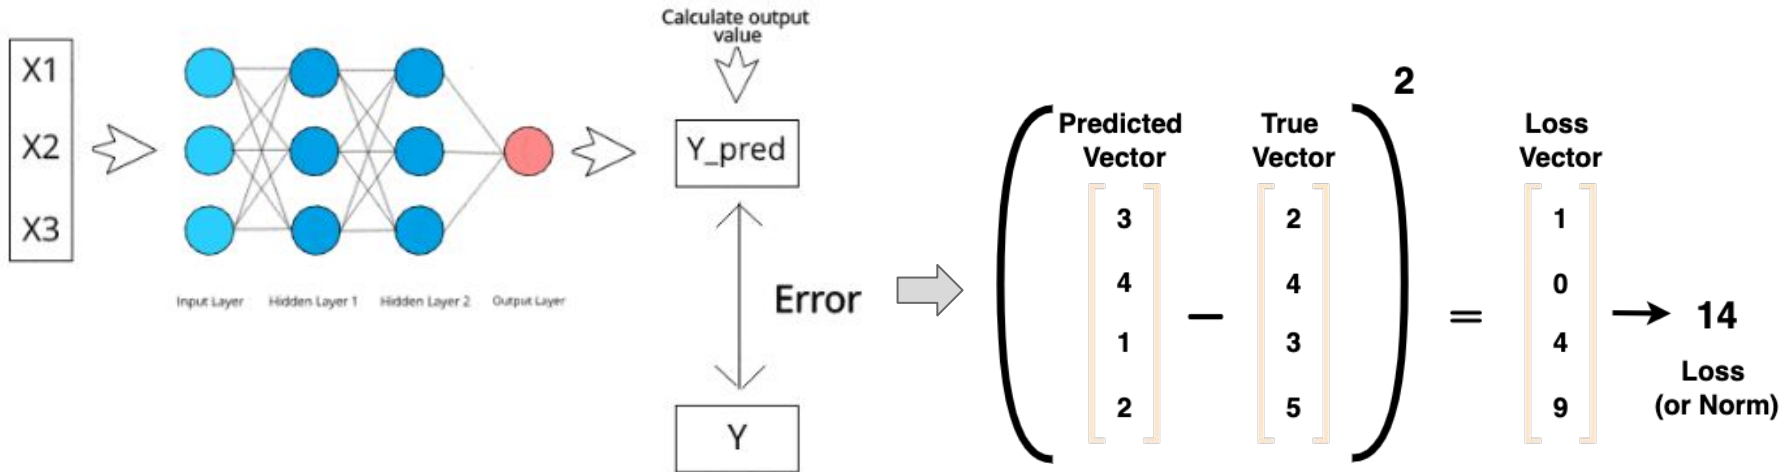 X1
X2
X3
Input Layer
Hidden Layer 1
Hidden Layer 2
Output Layer
Calculate output
value
Y_pred
Error
Y
2
Predicted
Vector
3
4
1
2
−
True
Vector
2
4
3
5
=
Loss
Vector
1
0
4
9
14
Loss
(or Norm)